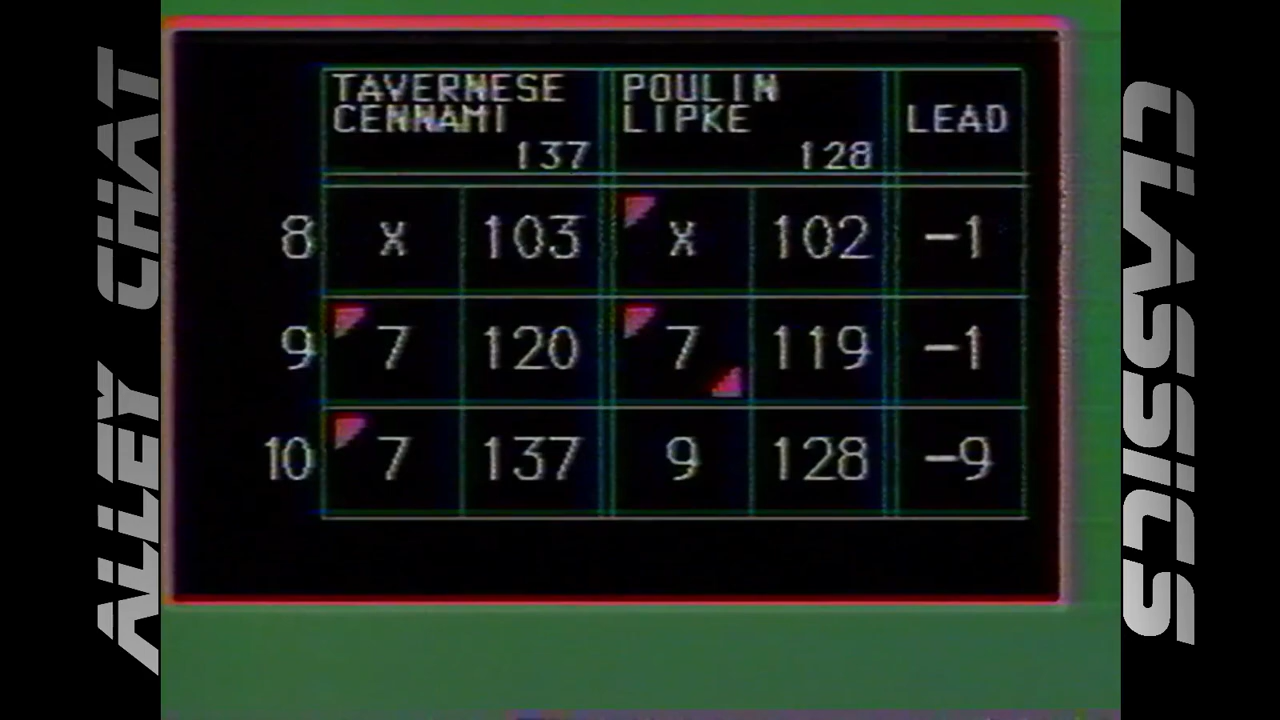 ALLEY CHAT
TAVERNESE
CENNAMI
137
POULIN
LIPKE
128
LEAD
8 X 103 X 102 -1
9 7 120 7 119 -1
10 7 137 9 128 -9
CLASSICS